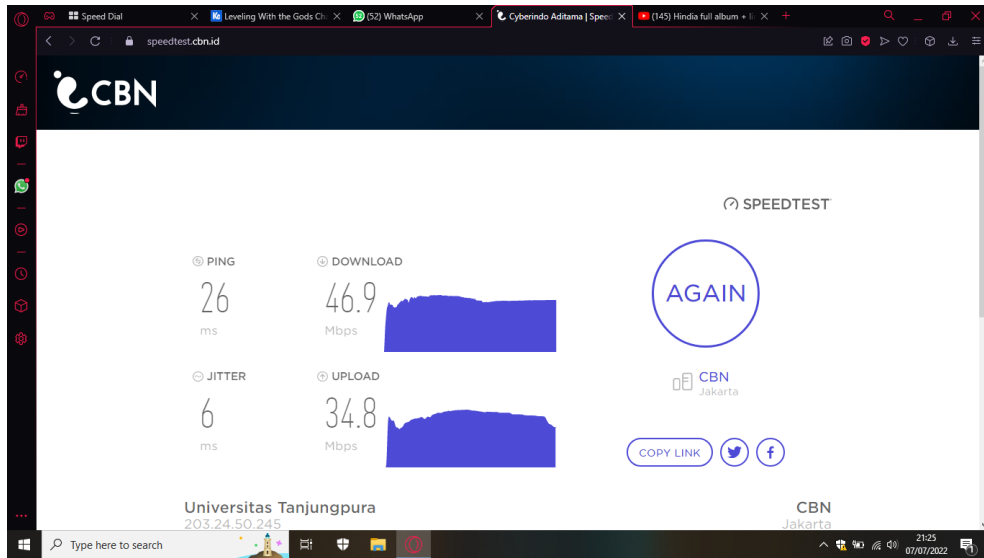 Speed Dial
Leveling With the Gods Ch
(52) WhatsApp
Cyberindo Aditama | Speed
(145) Hindia full album + li
speedtest.cbn.id
CBN
SPEEDTEST
PING
26
ms
DOWNLOAD
46.9
Mbps
AGAIN
JITTER
6
ms
UPLOAD
34.8
Mbps
CBN
Jakarta
COPY LINK
Universitas Tanjungpura
203.24.50.245
CBN
Jakarta
Type here to search
21:25
07/07/2022